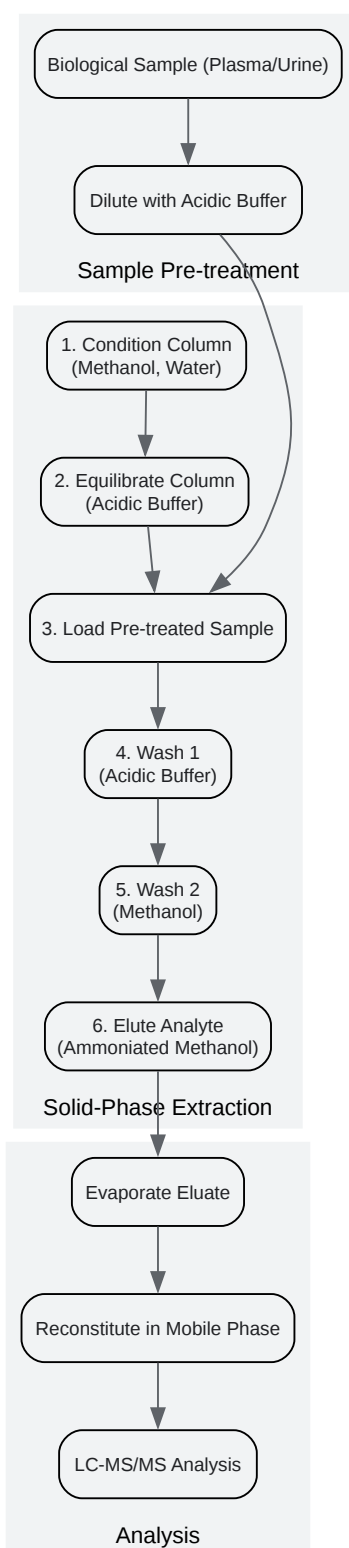 Biological Sample (Plasma/Urine)
Dilute with Acidic Buffer
Sample Pre-treatment
1. Condition Column
(Methanol, Water)
2. Equilibrate Column
(Acidic Buffer)
3. Load Pre-treated Sample
4. Wash 1
(Acidic Buffer)
5. Wash 2
(Methanol)
6. Elute Analyte
(Ammoniated Methanol)
Solid-Phase Extraction
Evaporate Eluate
Reconstitute in Mobile Phase
LC-MS/MS Analysis
Analysis